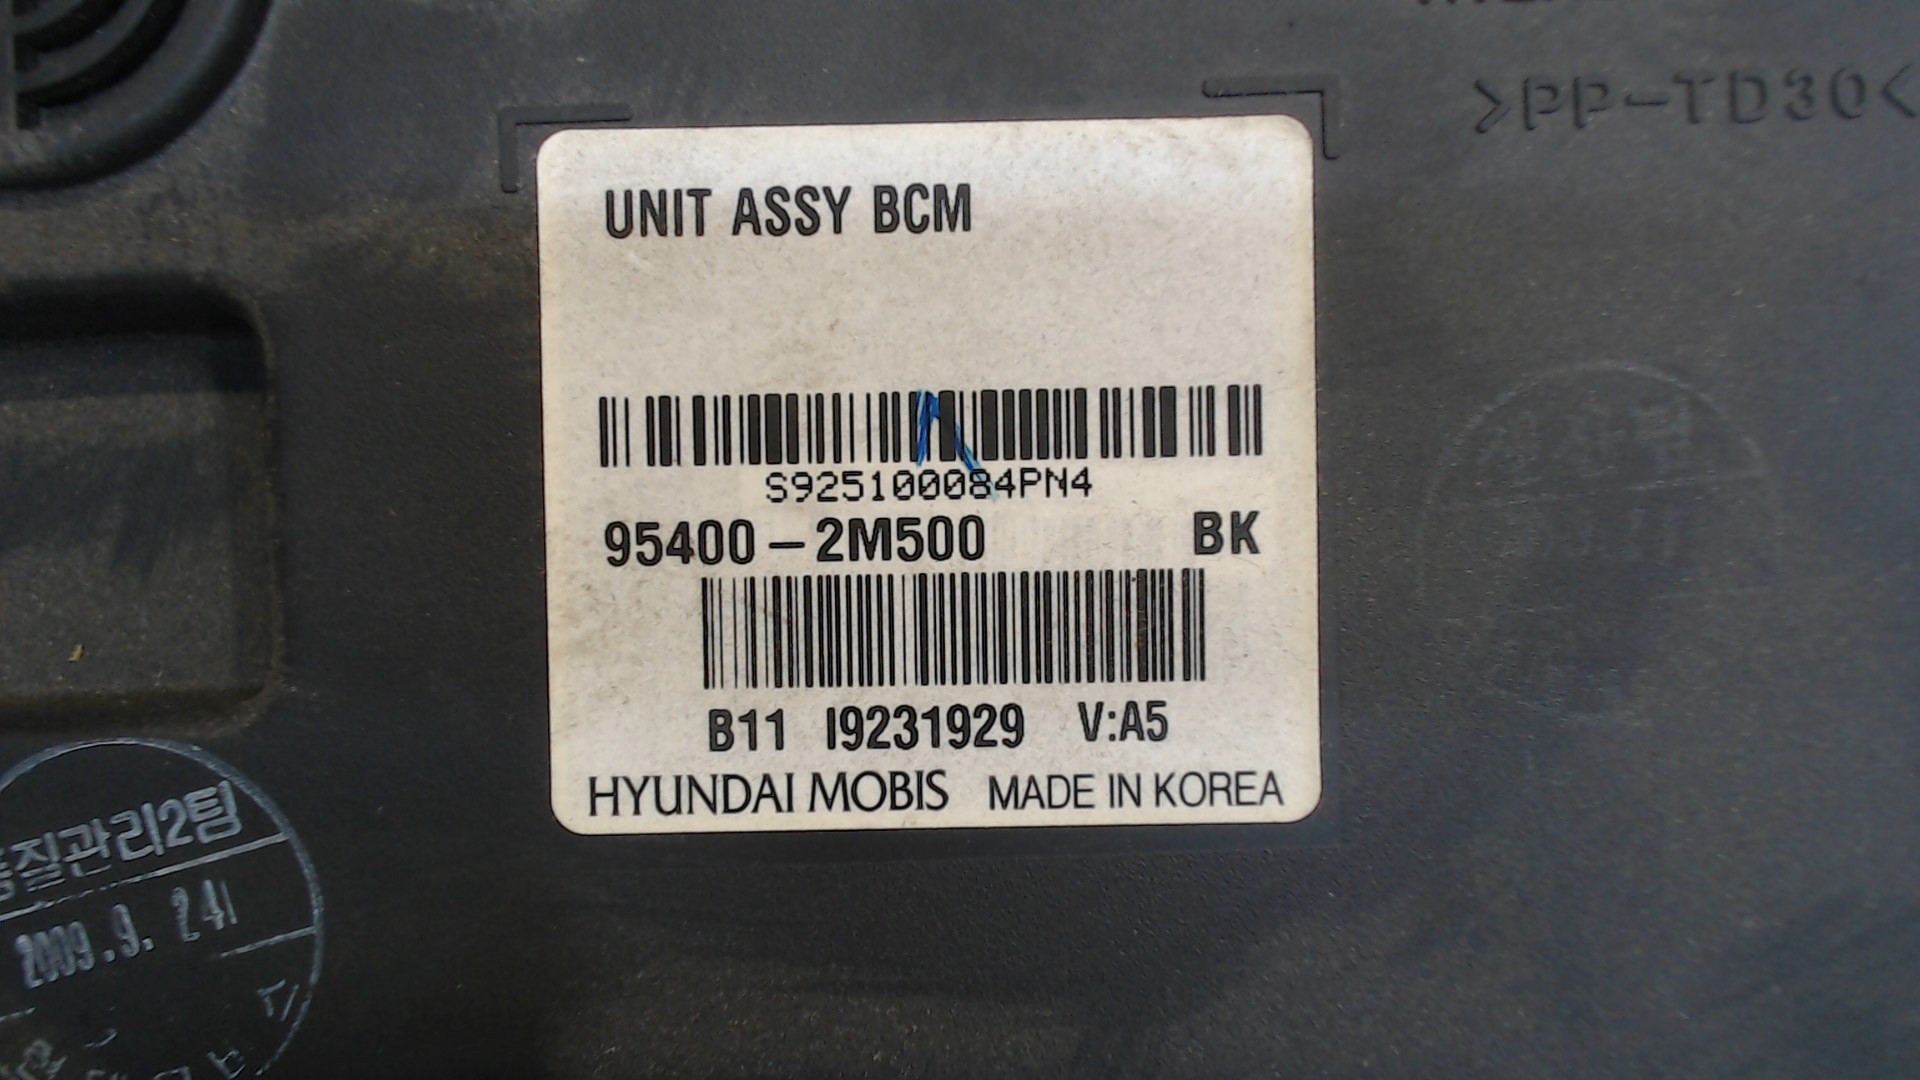 >PP-TD30<
UNIT ASSY BCM
S925100084PN4
95400-2M500 BK
B11 I9231929 V:A5
HYUNDAI MOBIS MADE IN KOREA
품질관리2팀
2009.9.24